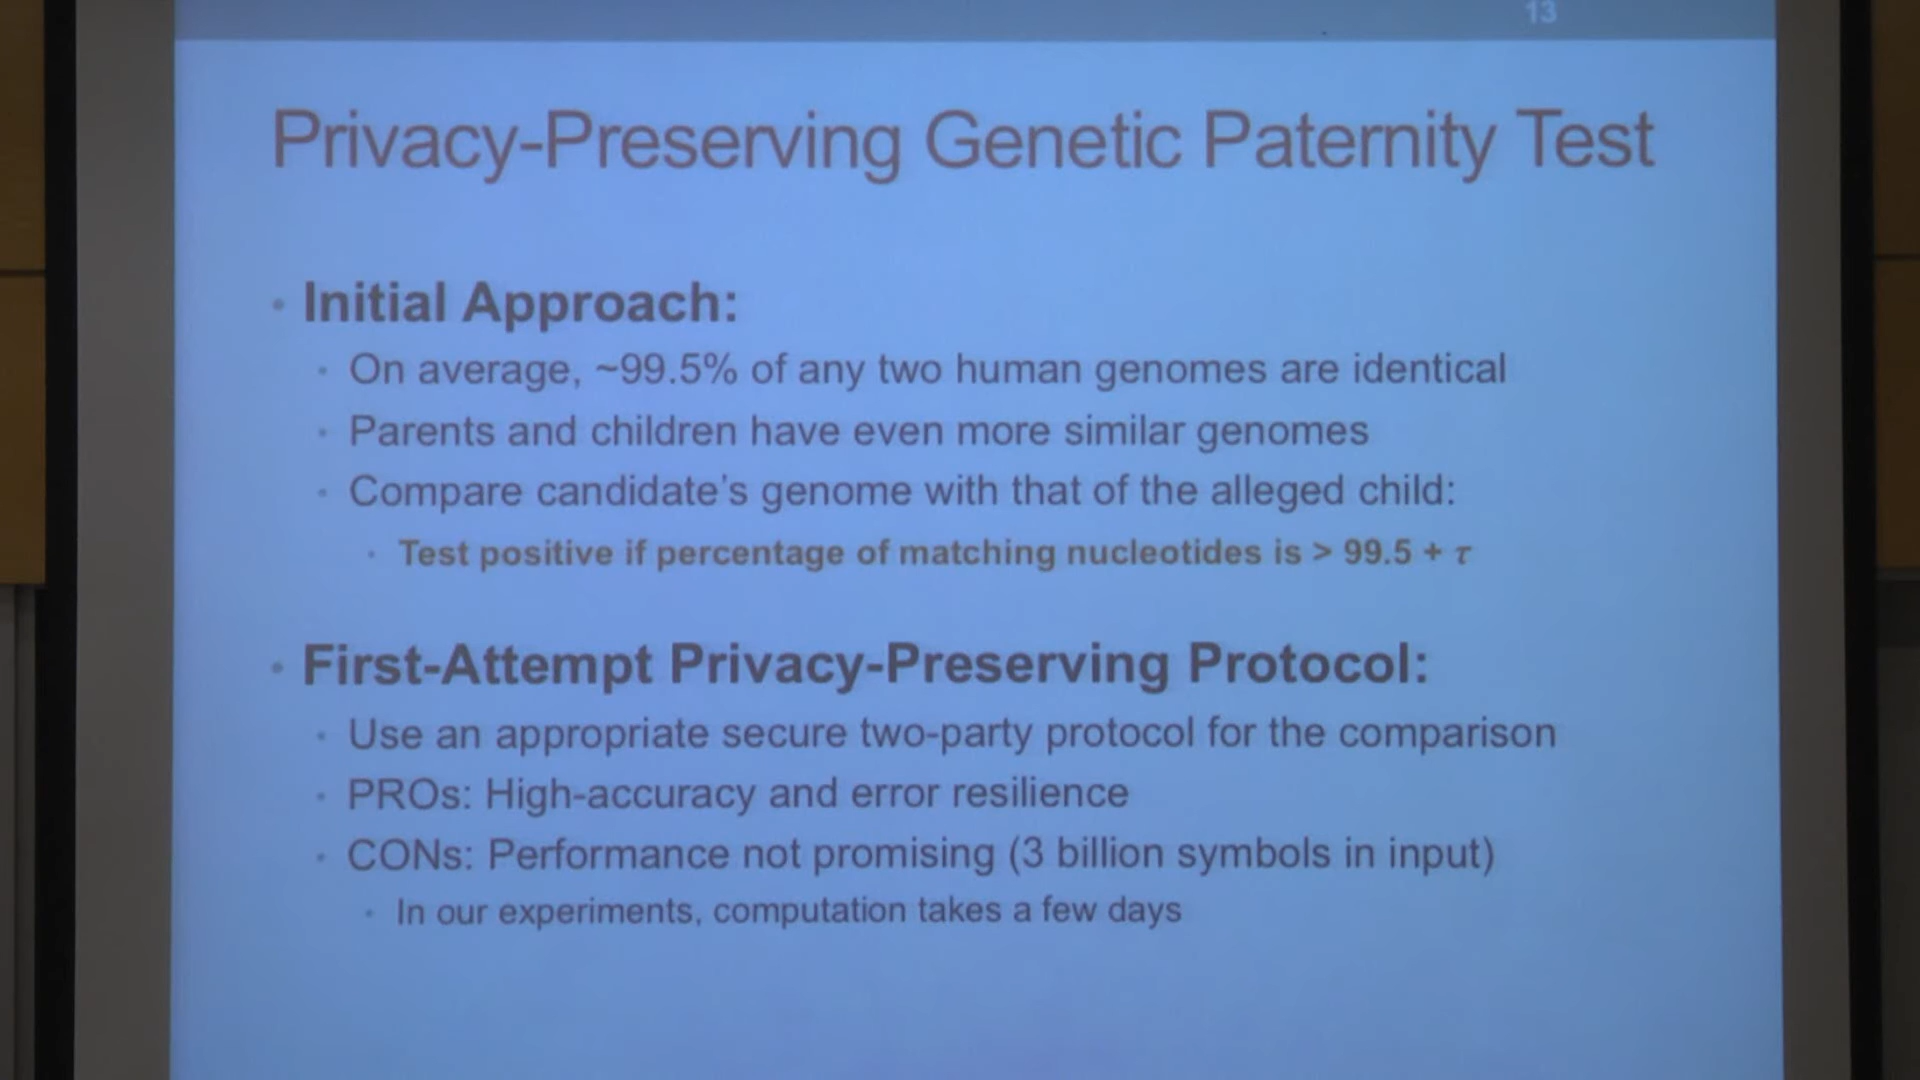 13
Privacy-Preserving Genetic Paternity Test
• Initial Approach:
• On average, ~99.5% of any two human genomes are identical
• Parents and children have even more similar genomes
• Compare candidate's genome with that of the alleged child:
• Test positive if percentage of matching nucleotides is > 99.5 + τ
• First-Attempt Privacy-Preserving Protocol:
• Use an appropriate secure two-party protocol for the comparison
• PROs: High-accuracy and error resilience
• CONs: Performance not promising (3 billion symbols in input)
• In our experiments, computation takes a few days